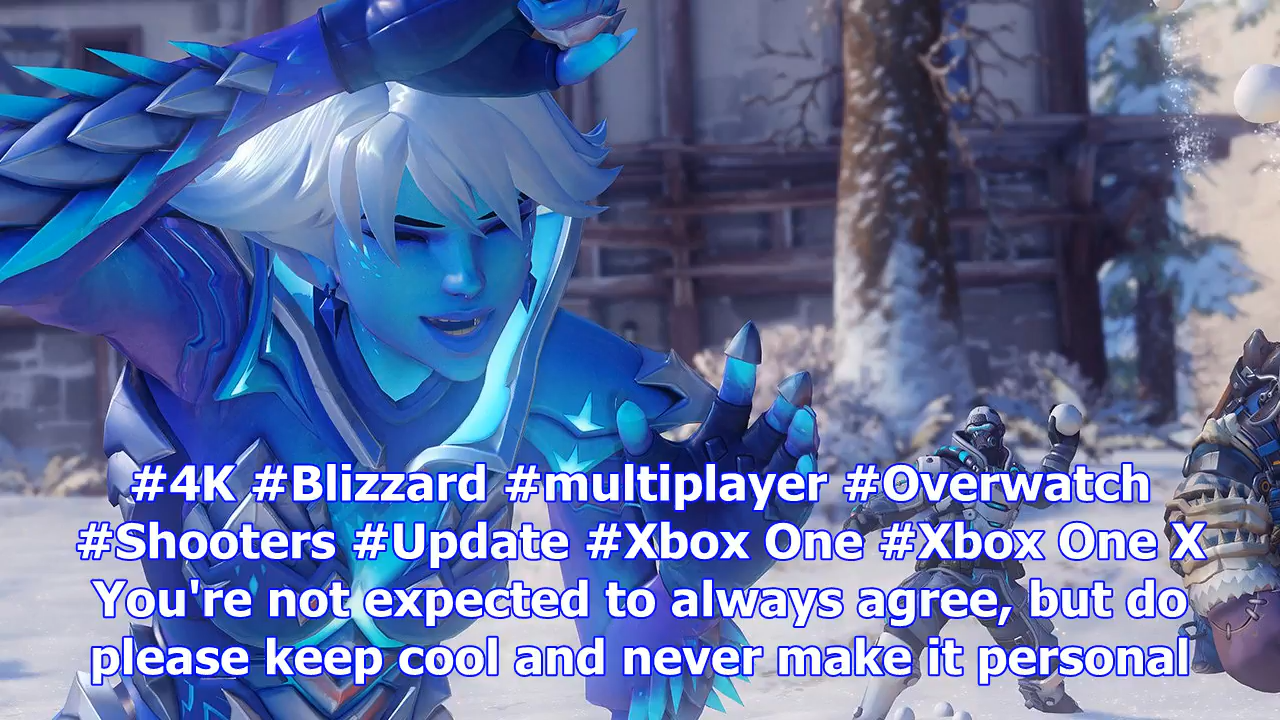 #4K #Blizzard #multiplayer #Overwatch
#Shooters #Update #Xbox One #Xbox One X
You're not expected to always agree, but do
please keep cool and never make it personal